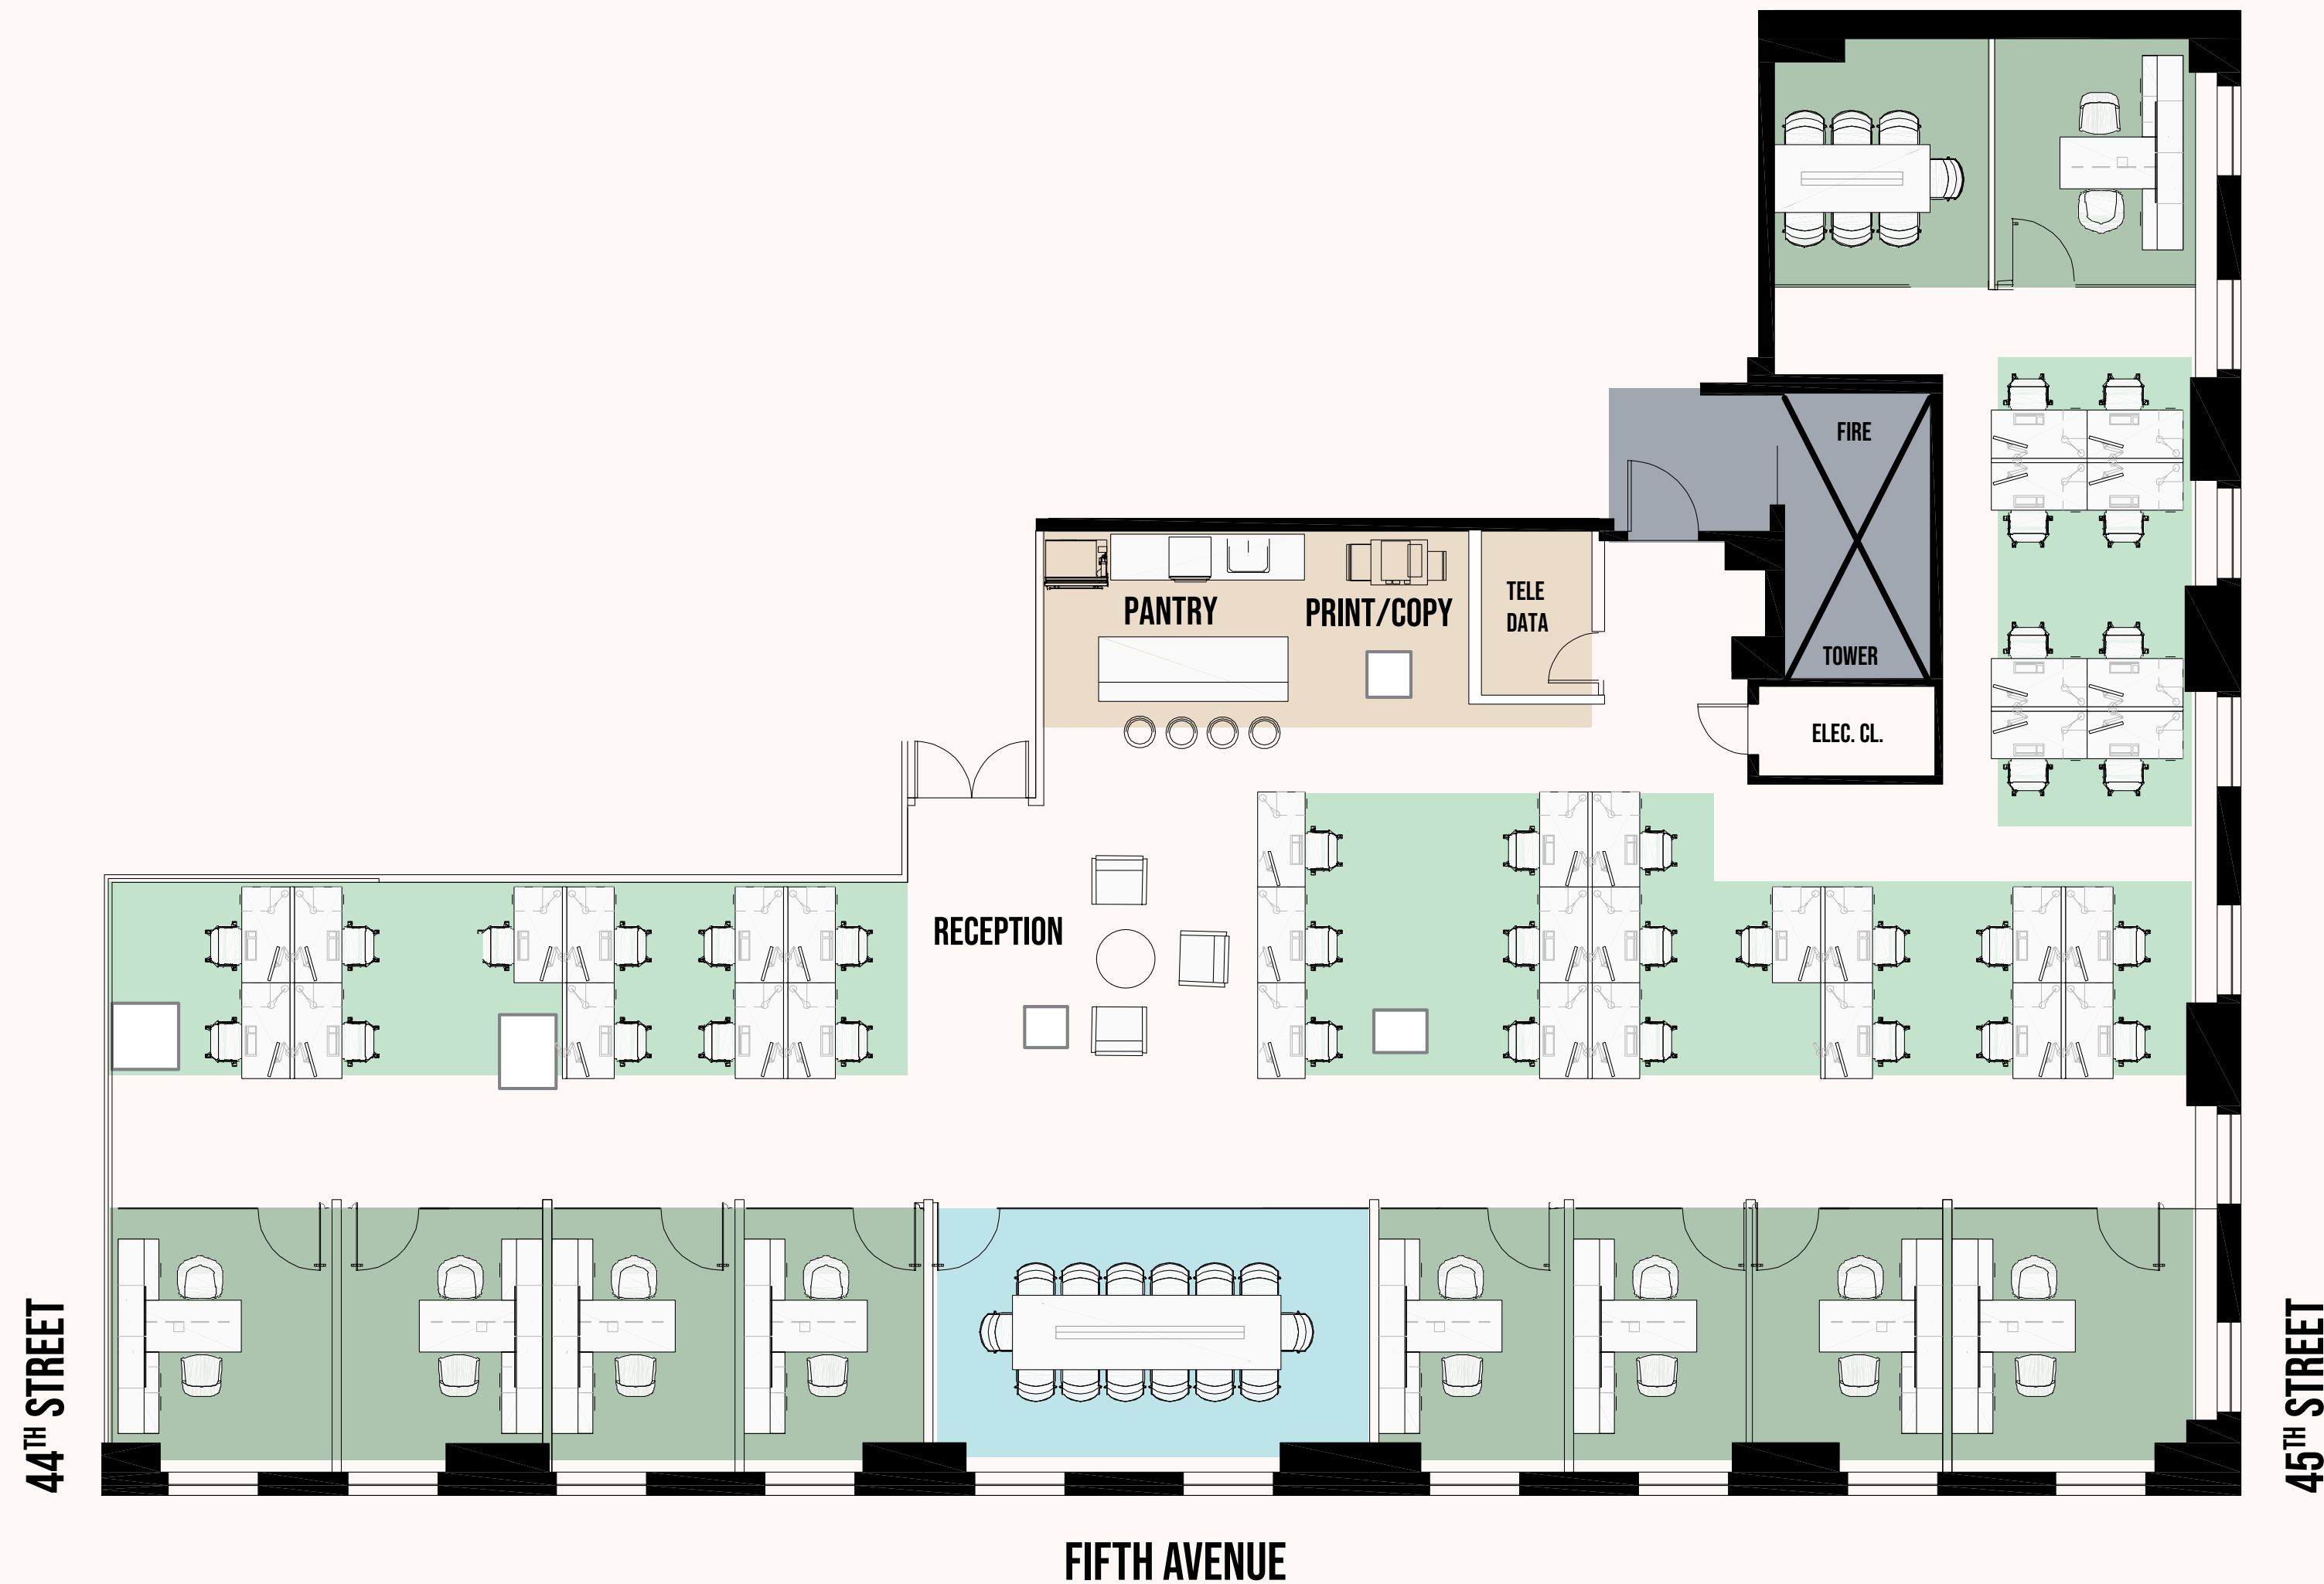 FIRE
TELE
DATA
PANTRY
PRINT/COPY
TOWER
ELEC. CL.
RECEPTION
44TH STREET
45TH STREET
FIFTH AVENUE